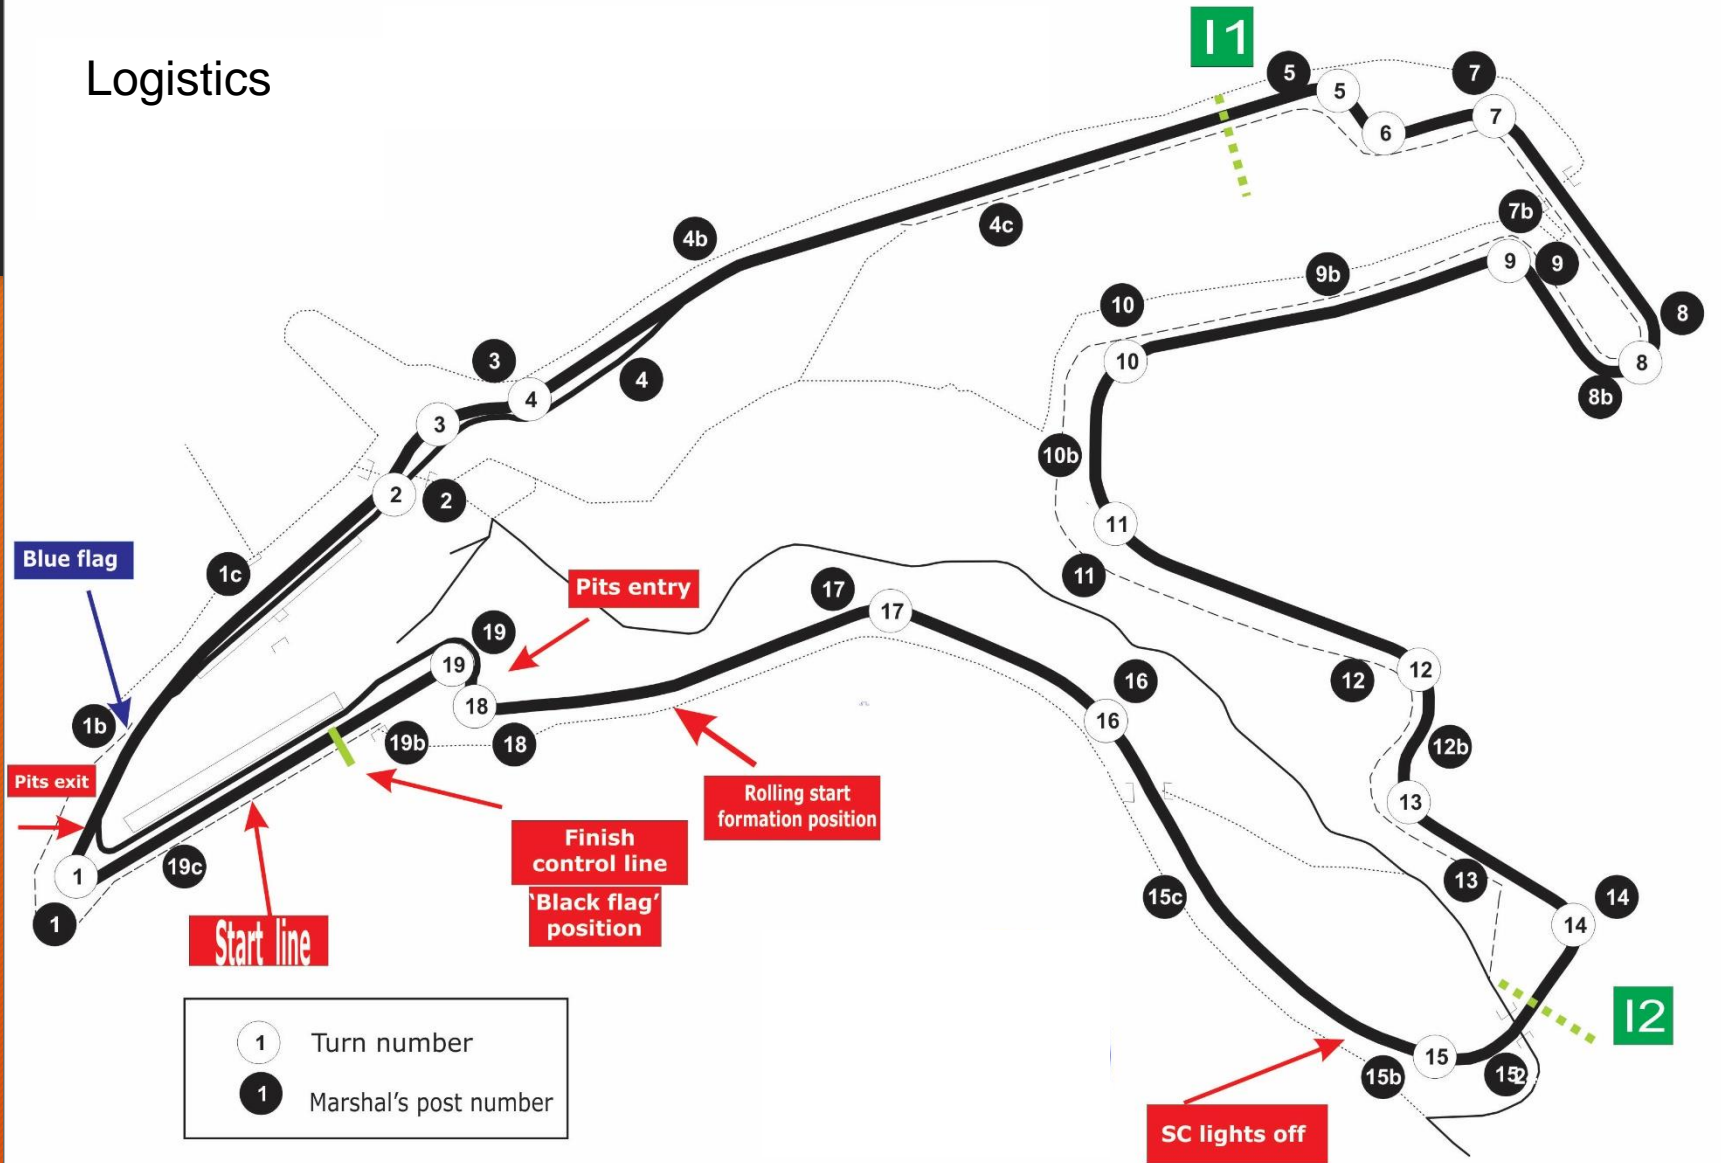 Logistics
I1
5
5
7
7
6
4c
4b
7b
9
9
9b
8
8
8b
10
10
3
4
3
4
2
2
10b
11
11
Blue flag
1c
Pits entry
17
17
19
19
18
18
19b
16
16
12
12
12b
13
13
1b
Pits exit
1
1
19c
Start line
Finish
control line
'Black flag'
position
Rolling start
formation position
15c
14
14
I2
15
15b
SC lights off
1 Turn number
1 Marshal's post number